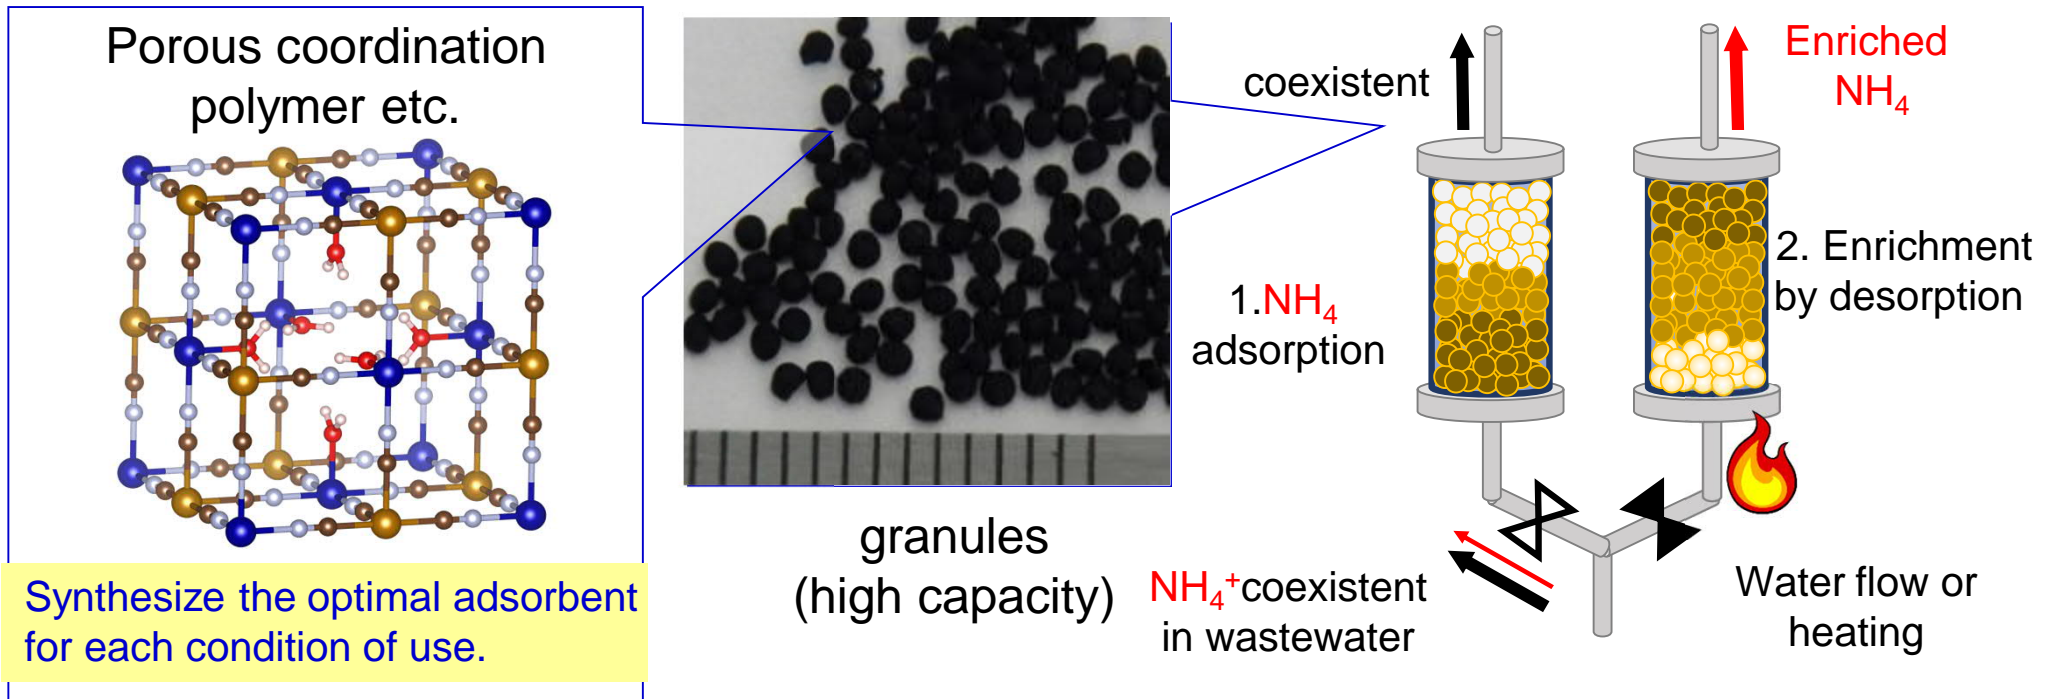 Porous coordination
polymer etc.
Synthesize the optimal adsorbent
for each condition of use.
granules
(high capacity)
coexistent
Enriched
NH₄
1.NH₄
adsorption
2. Enrichment
by desorption
NH₄⁺coexistent
in wastewater
Water flow or
heating